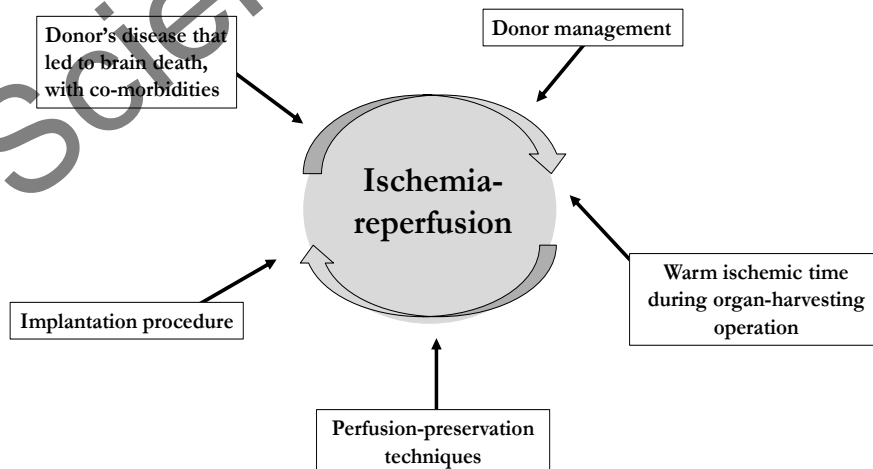 Donor's disease that
led to brain death,
with co-morbidities
Donor management
Ischemia-
reperfusion
Warm ischemic time
during organ-harvesting
operation
Implantation procedure
Perfusion-preservation
techniques